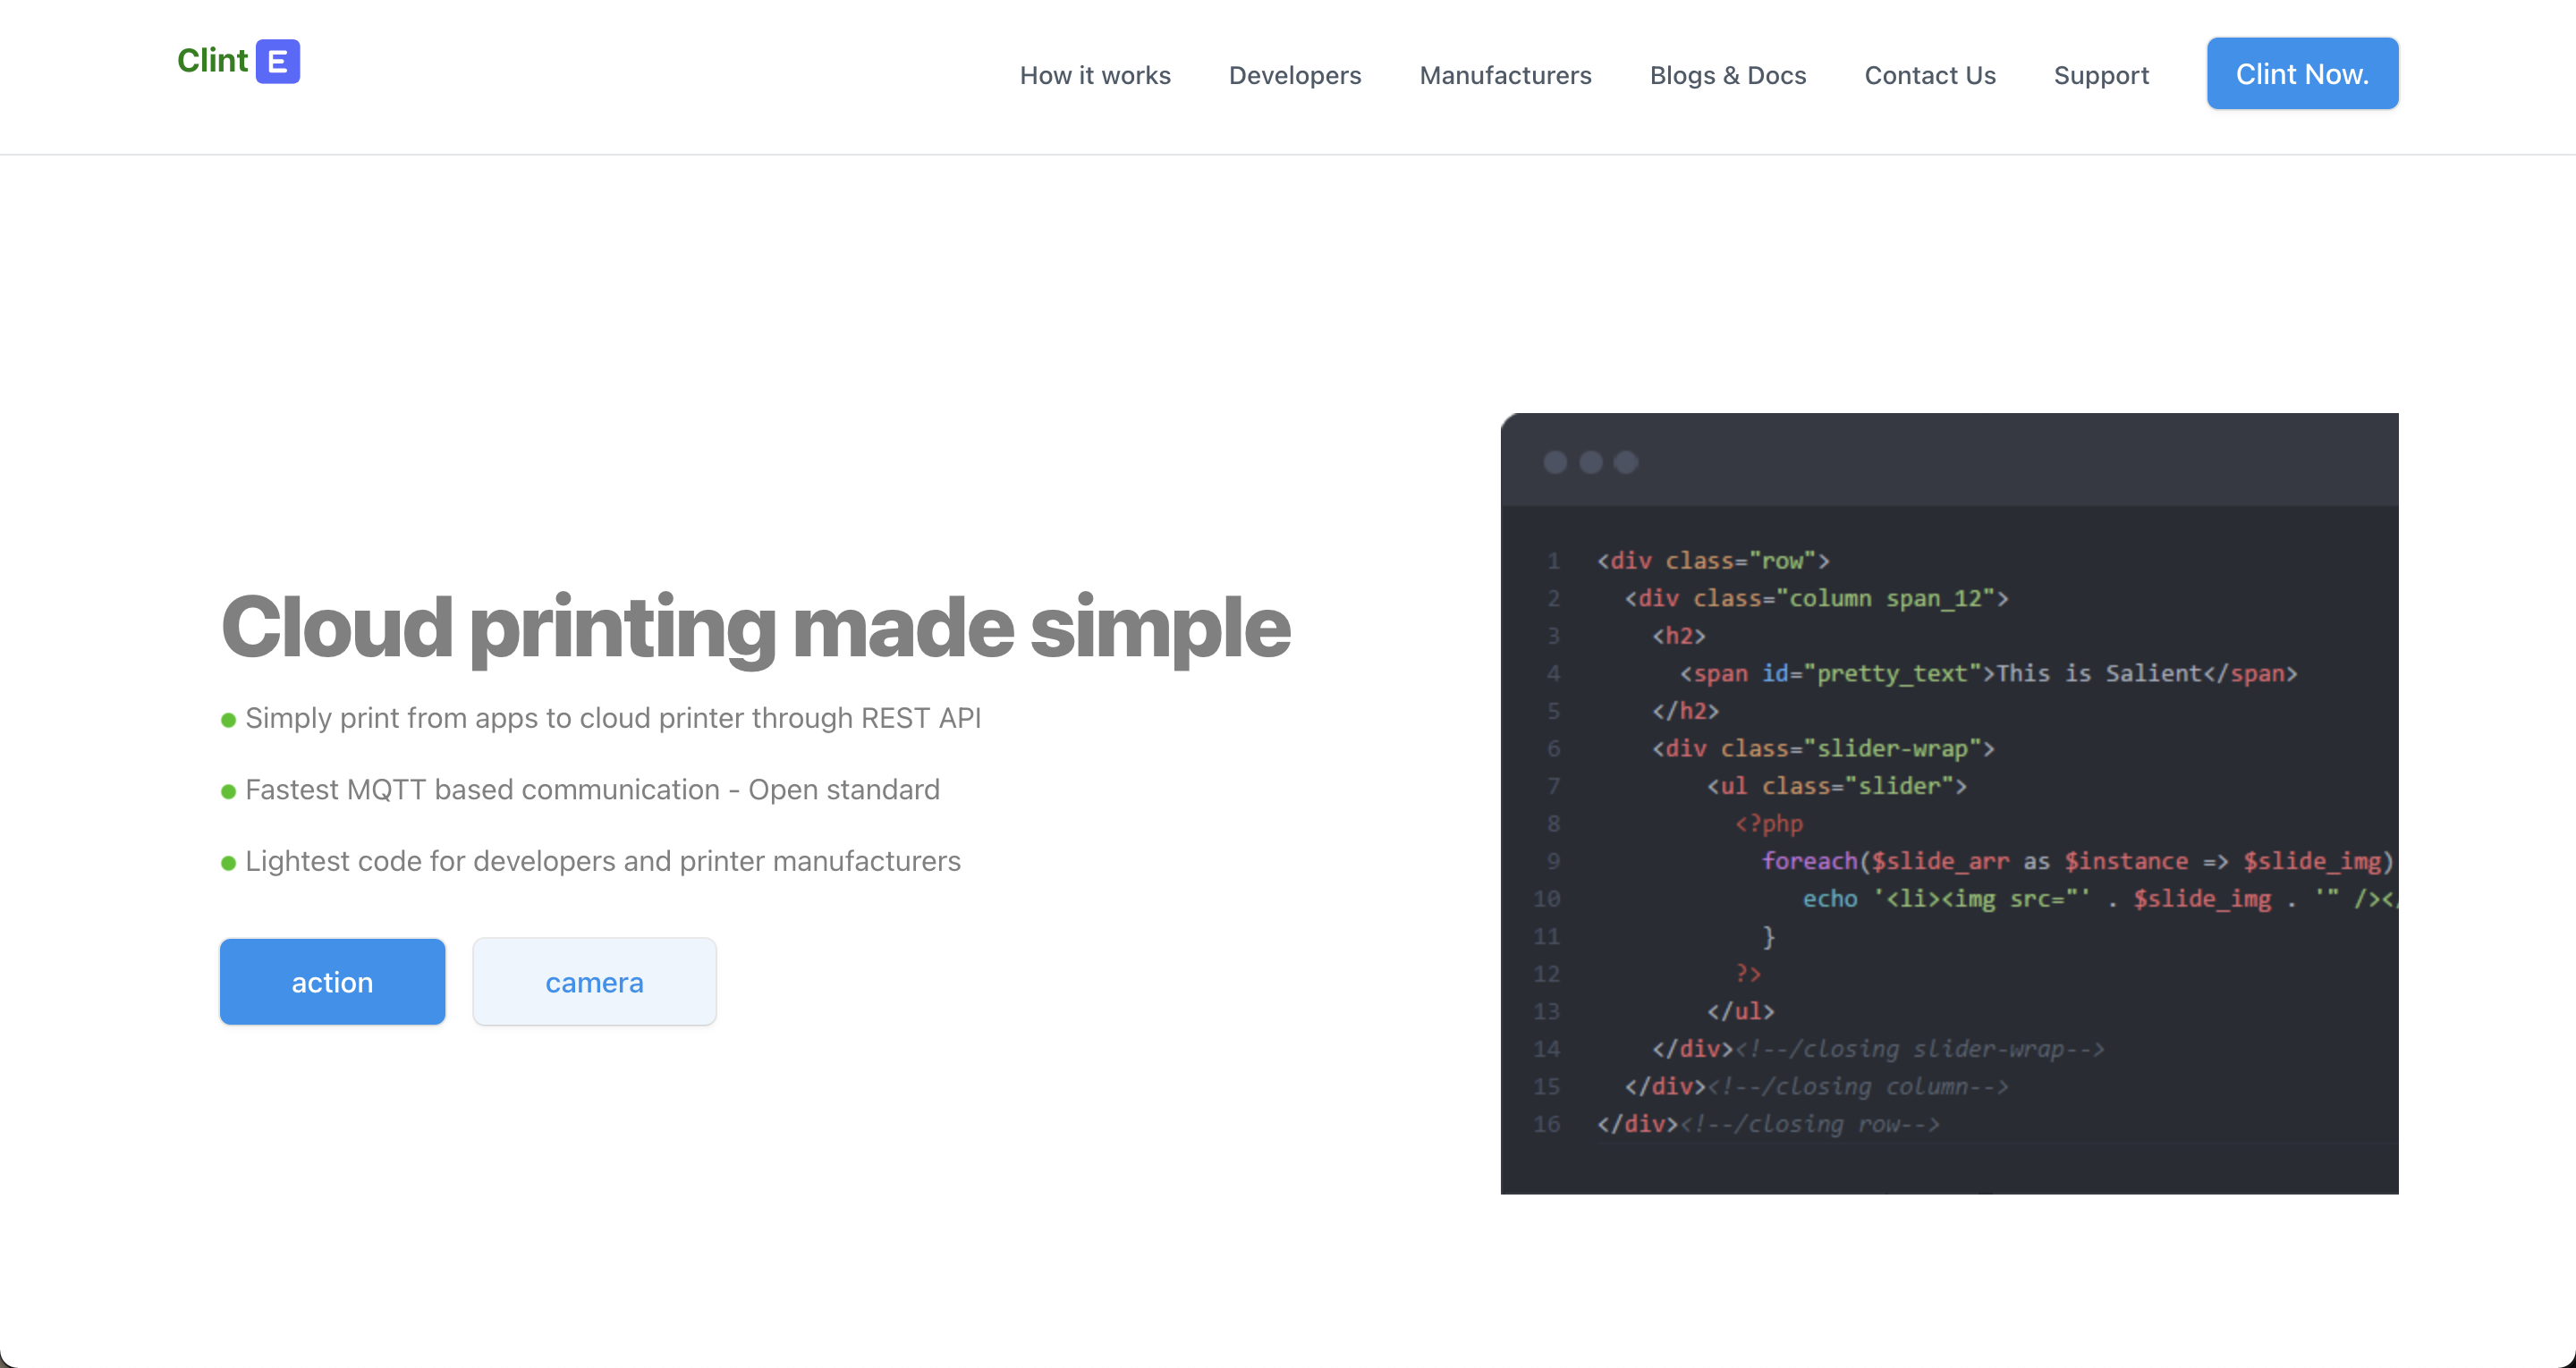 Clint E
How it works Developers Manufacturers Blogs & Docs Contact Us Support Clint Now.
Cloud printing made simple
Simply print from apps to cloud printer through REST API
Fastest MQTT based communication - Open standard
Lightest code for developers and printer manufacturers
action camera
1 <div class="row">
2 <div class="column span_12">
3 <h2>
4 <span id="pretty_text">This is Salient</span>
5 </h2>
6 <div class="slider-wrap">
7 <ul class="slider">
8 <?php
9 foreach($slide_arr as $instance => $slide_img)
10 echo '<li><img src="' . $slide_img . '" /><
11 }
12 ?>
13 </ul>
14 </div><!--/closing slider-wrap-->
15 </div><!--/closing column-->
16 </div><!--/closing row-->